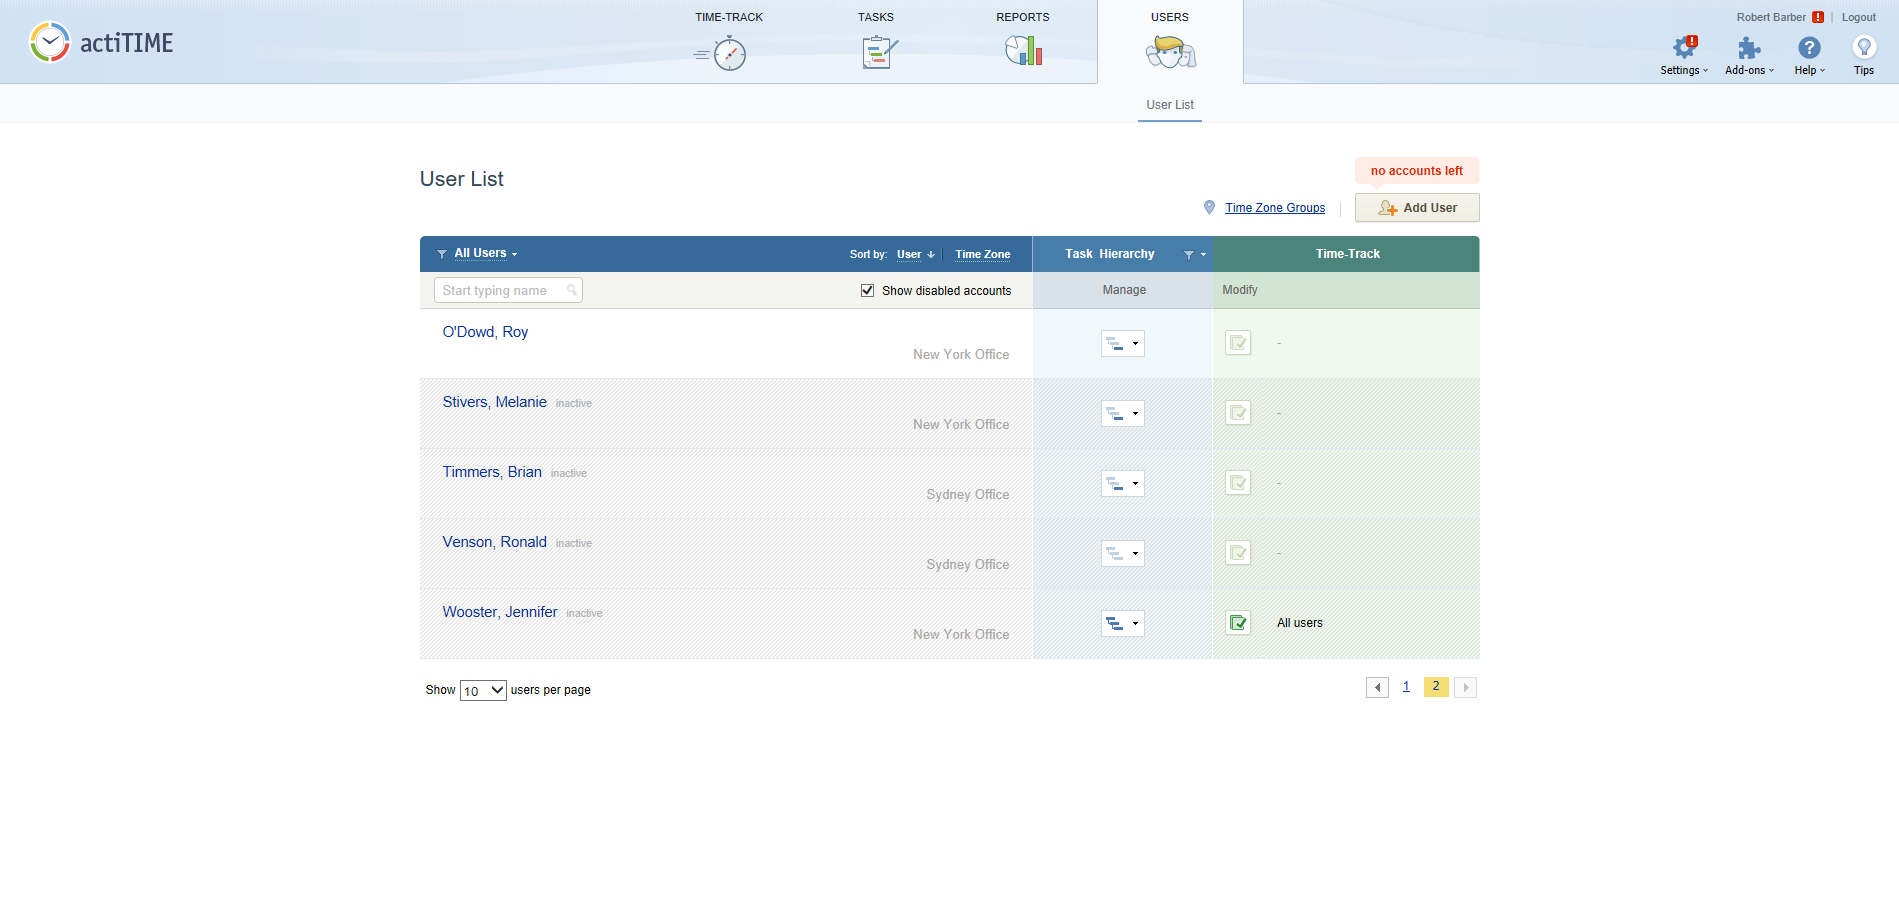 actiTIME
TIME-TRACK
TASKS
REPORTS
USERS
Robert Barber ! | Logout
Settings
Add-ons
Help
Tips
User List
User List
no accounts left
Time Zone Groups
Add User
All Users
Sort by: User Time Zone
Task Hierarchy
Time-Track
Start typing name
Show disabled accounts
Manage
Modify
O'Dowd, Roy
New York Office
-
Stivers, Melanie inactive
New York Office
-
Timmers, Brian inactive
Sydney Office
-
Venson, Ronald inactive
Sydney Office
-
Wooster, Jennifer inactive
New York Office
All users
Show 10 users per page
1 2